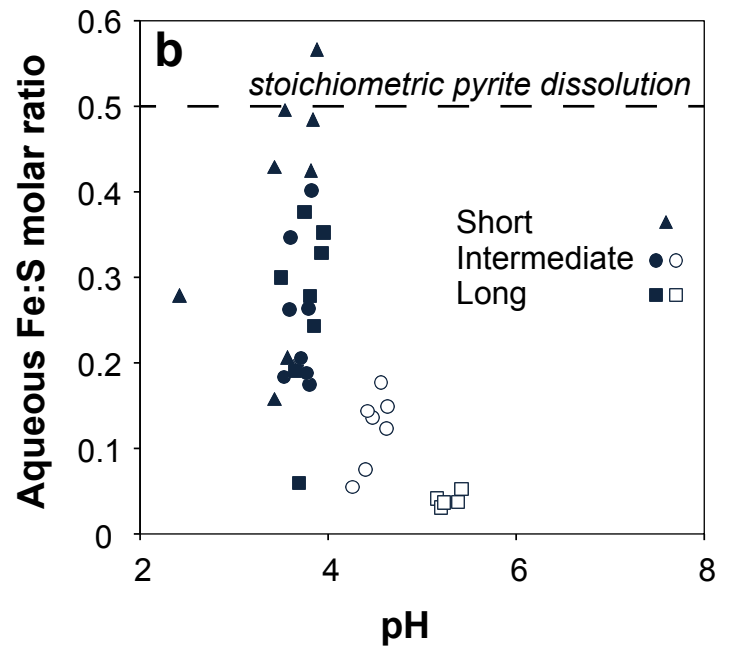 0.6
b
stoichiometric pyrite dissolution
0.5
0.4
Short
Intermediate
Long
0.3
0.2
0.1
0
2
4
6
8
pH
Aqueous Fe:S molar ratio